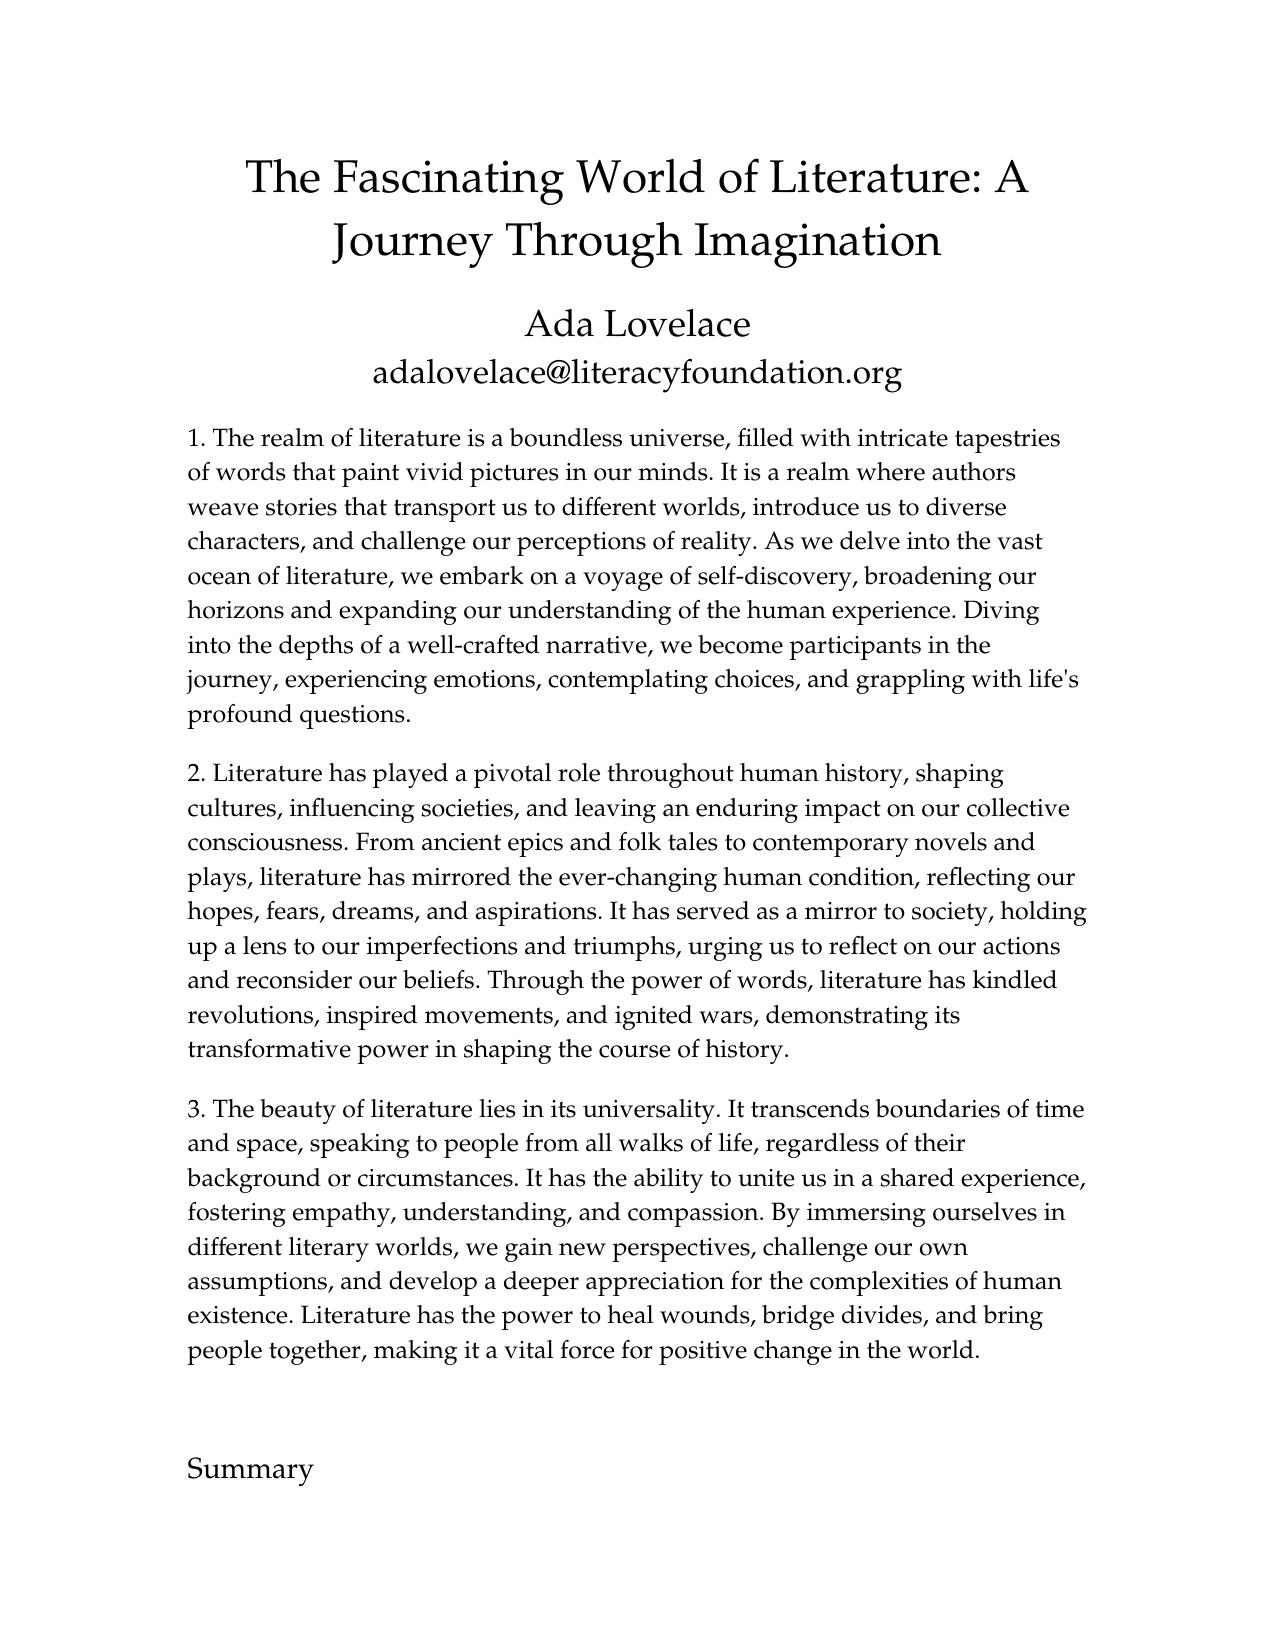 The Fascinating World of Literature: A
Journey Through Imagination
Ada Lovelace
adalovelace@literacyfoundation.org
1. The realm of literature is a boundless universe, filled with intricate tapestries
of words that paint vivid pictures in our minds. It is a realm where authors
weave stories that transport us to different worlds, introduce us to diverse
characters, and challenge our perceptions of reality. As we delve into the vast
ocean of literature, we embark on a voyage of self-discovery, broadening our
horizons and expanding our understanding of the human experience. Diving
into the depths of a well-crafted narrative, we become participants in the
journey, experiencing emotions, contemplating choices, and grappling with life's
profound questions.
2. Literature has played a pivotal role throughout human history, shaping
cultures, influencing societies, and leaving an enduring impact on our collective
consciousness. From ancient epics and folk tales to contemporary novels and
plays, literature has mirrored the ever-changing human condition, reflecting our
hopes, fears, dreams, and aspirations. It has served as a mirror to society, holding
up a lens to our imperfections and triumphs, urging us to reflect on our actions
and reconsider our beliefs. Through the power of words, literature has kindled
revolutions, inspired movements, and ignited wars, demonstrating its
transformative power in shaping the course of history.
3. The beauty of literature lies in its universality. It transcends boundaries of time
and space, speaking to people from all walks of life, regardless of their
background or circumstances. It has the ability to unite us in a shared experience,
fostering empathy, understanding, and compassion. By immersing ourselves in
different literary worlds, we gain new perspectives, challenge our own
assumptions, and develop a deeper appreciation for the complexities of human
existence. Literature has the power to heal wounds, bridge divides, and bring
people together, making it a vital force for positive change in the world.
Summary